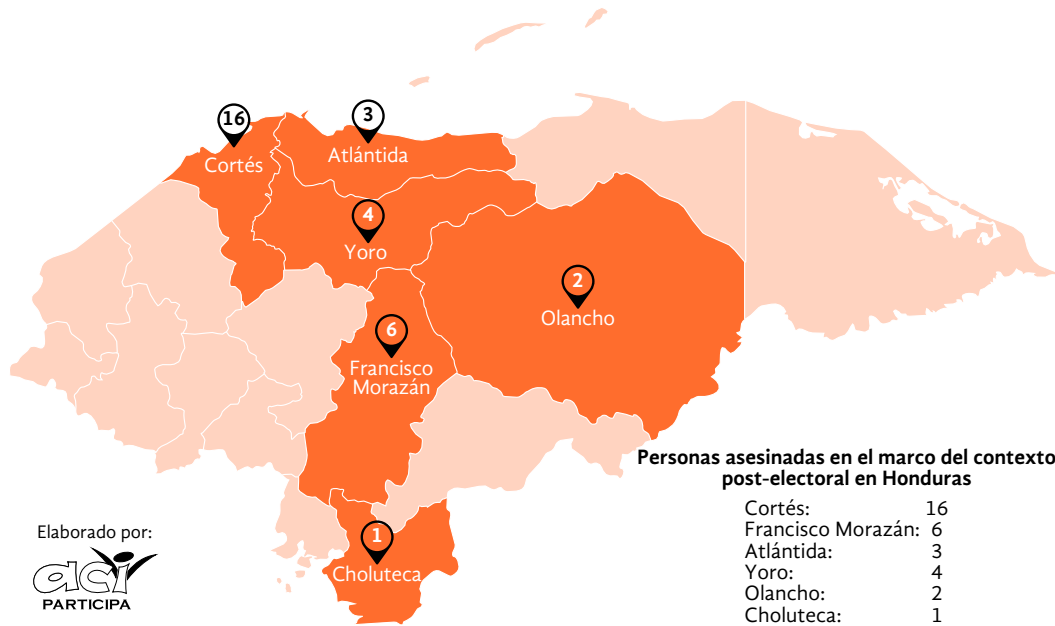 16
3
Cortés
Atlántida
4
Yoro
2
Olancho
6
Francisco
Morazán
1
Choluteca
Personas asesinadas en el marco del contexto
post-electoral en Honduras
Cortés: 16
Francisco Morazán: 6
Atlántida: 3
Yoro: 4
Olancho: 2
Choluteca: 1
Elaborado por:
aci
PARTICIPA